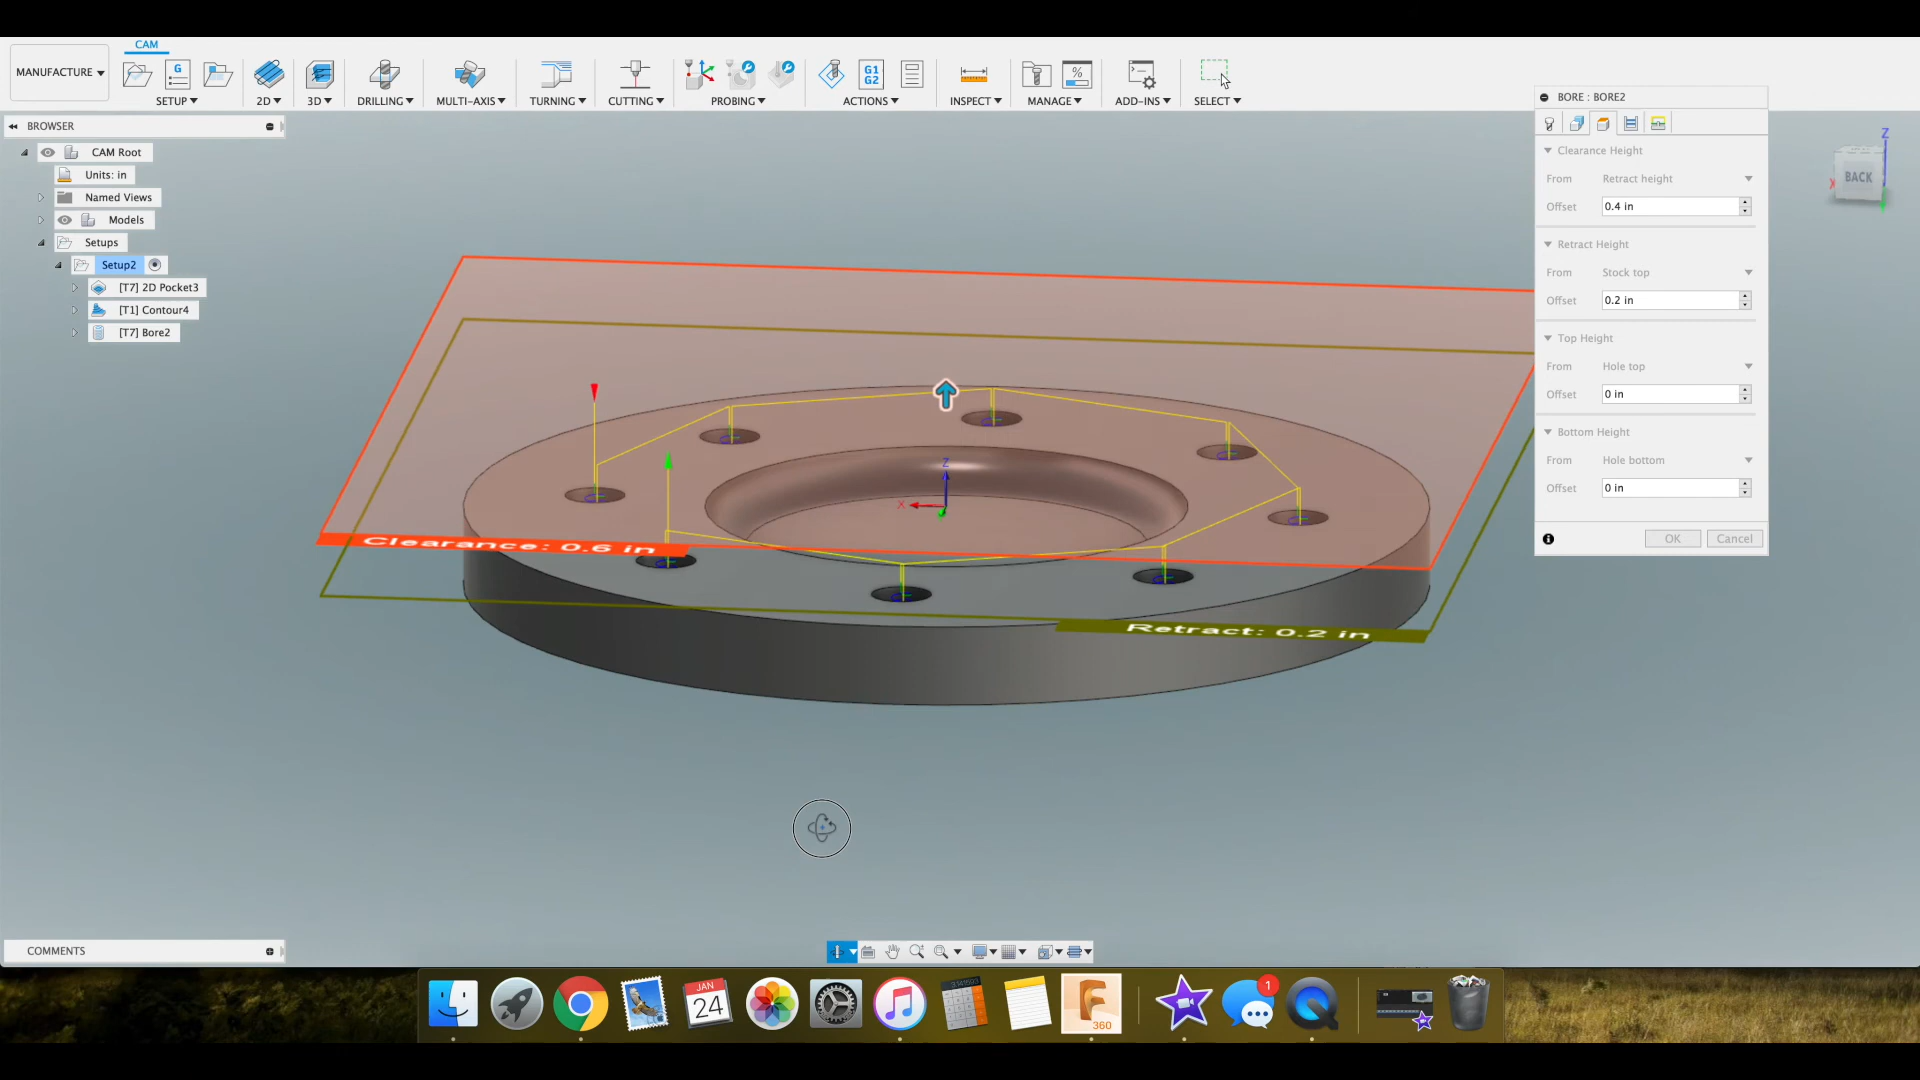 CAM
MANUFACTURE
G
G1
G2
%
SETUP
2D
3D
DRILLING
MULTI-AXIS
TURNING
CUTTING
PROBING
ACTIONS
INSPECT
MANAGE
ADD-INS
SELECT
BROWSER
CAM Root
Units: in
Named Views
Models
Setups
Setup2
[T7] 2D Pocket3
[T1] Contour4
[T7] Bore2
BORE : BORE2
Clearance Height
From Retract height
Offset 0.4 in
Retract Height
From Stock top
Offset 0.2 in
Top Height
From Hole top
Offset 0 in
Bottom Height
From Hole bottom
Offset 0 in
OK Cancel
Z
BACK
X
Z
X
Clearance: 0.6 in
Retract: 0.2 in
COMMENTS
JAN
24
F
360
1